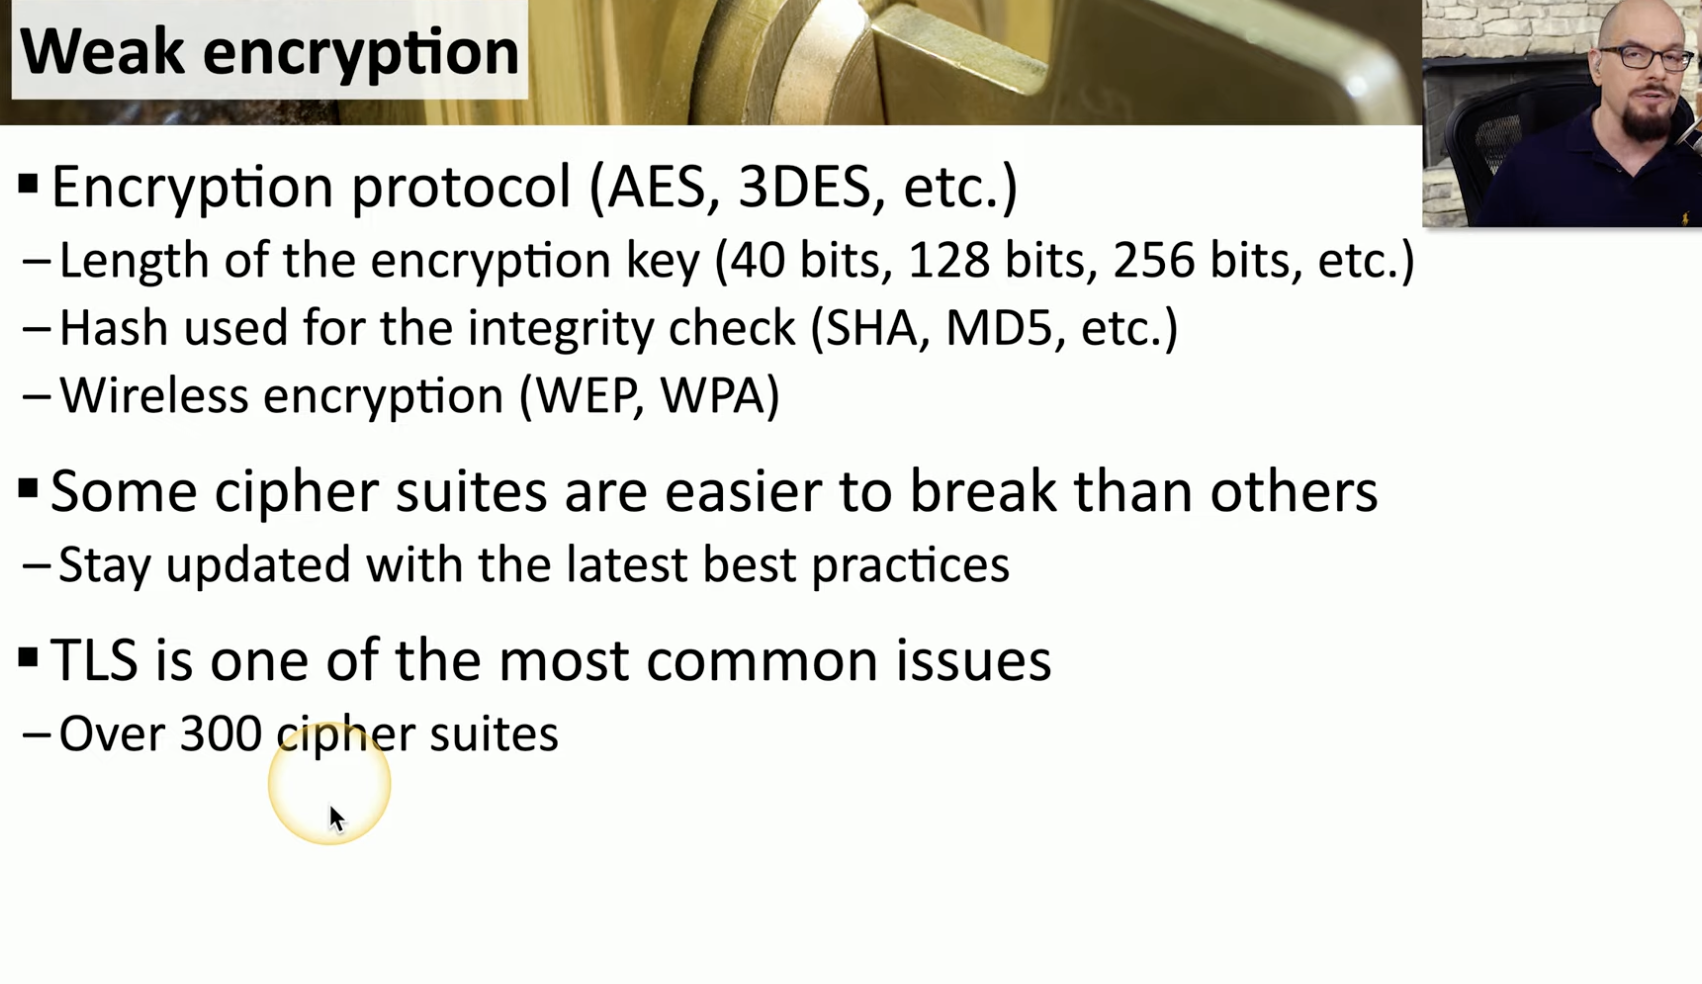 Weak encryption
▪ Encryption protocol (AES, 3DES, etc.)
– Length of the encryption key (40 bits, 128 bits, 256 bits, etc.)
– Hash used for the integrity check (SHA, MD5, etc.)
– Wireless encryption (WEP, WPA)
▪ Some cipher suites are easier to break than others
– Stay updated with the latest best practices
▪ TLS is one of the most common issues
– Over 300 cipher suites